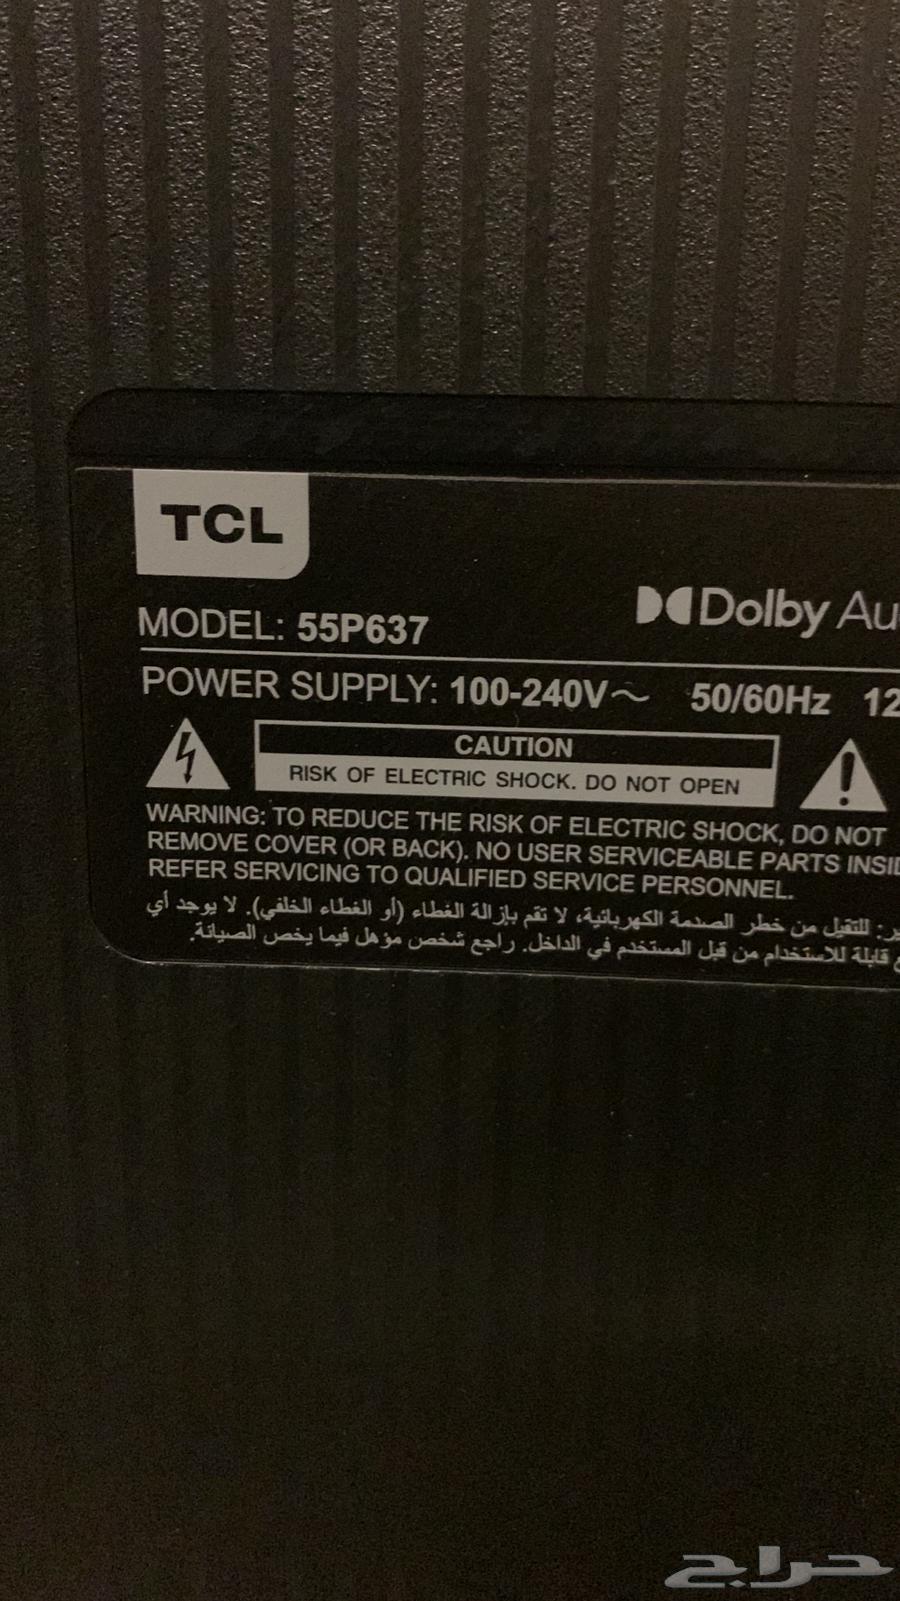 TCL
Dolby Au
MODEL: 55P637
POWER SUPPLY: 100-240V～ 50/60Hz 12
CAUTION
RISK OF ELECTRIC SHOCK. DO NOT OPEN
WARNING: TO REDUCE THE RISK OF ELECTRIC SHOCK, DO NOT
REMOVE COVER (OR BACK). NO USER SERVICEABLE PARTS INSID
REFER SERVICING TO QUALIFIED SERVICE PERSONNEL.
ير: للتقيل من خطر الصدمة الكهربائية، لا تقم بإزالة الغطاء (أو الغطاء الخلفي). لا يوجد أي
ع قابلة للاستخدام من قبل المستخدم في الداخل. راجع شخص مؤهل فيما يخص الصيانة.
حراج